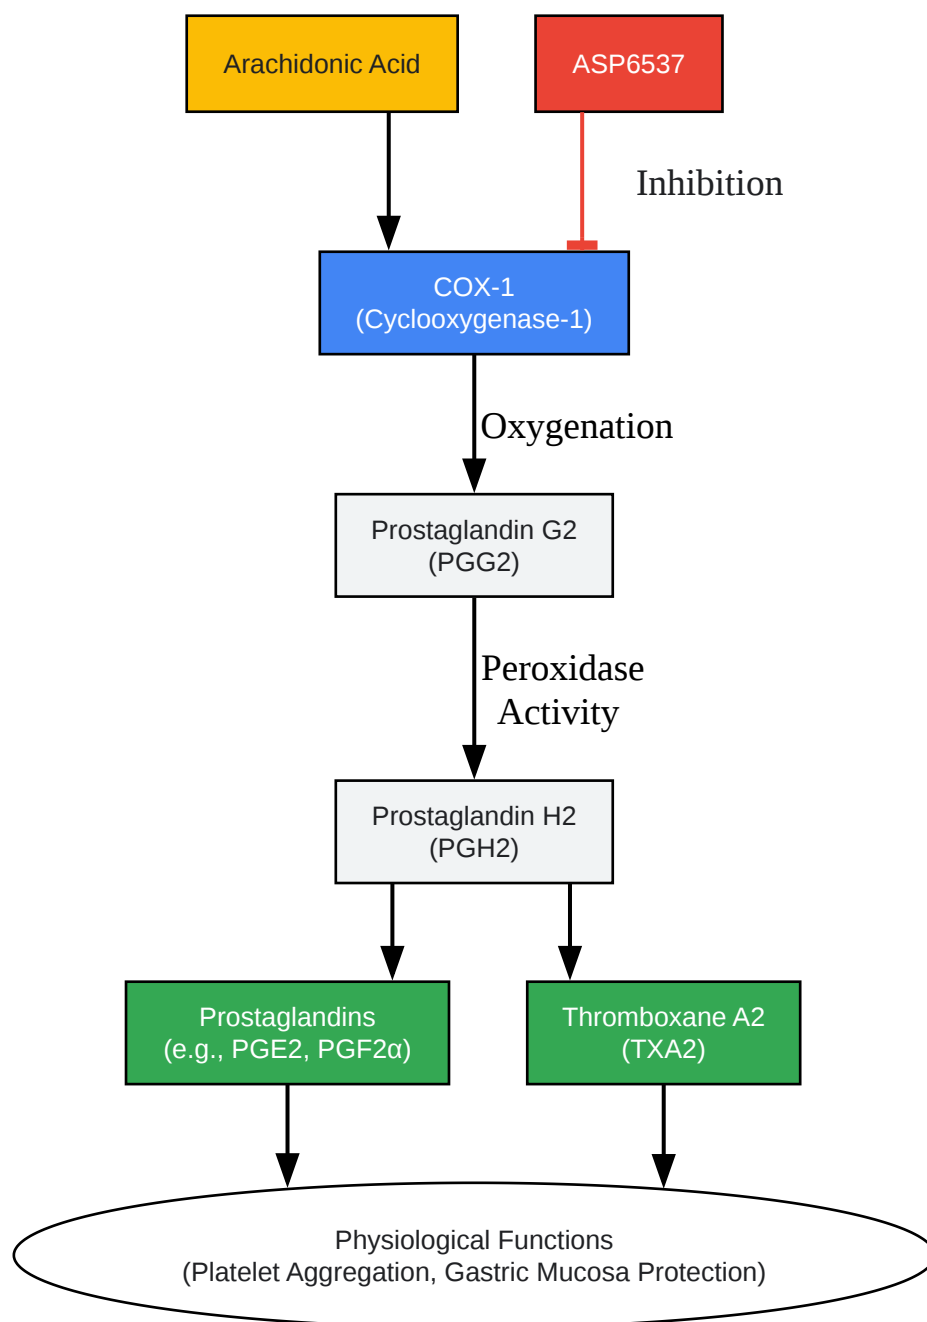 Arachidonic Acid
ASP6537
Inhibition
COX-1
(Cyclooxygenase-1)
Oxygenation
Prostaglandin G2
(PGG2)
Peroxidase
Activity
Prostaglandin H2
(PGH2)
Prostaglandins
(e.g., PGE2, PGF2α)
Thromboxane A2
(TXA2)
Physiological Functions
(Platelet Aggregation, Gastric Mucosa Protection)